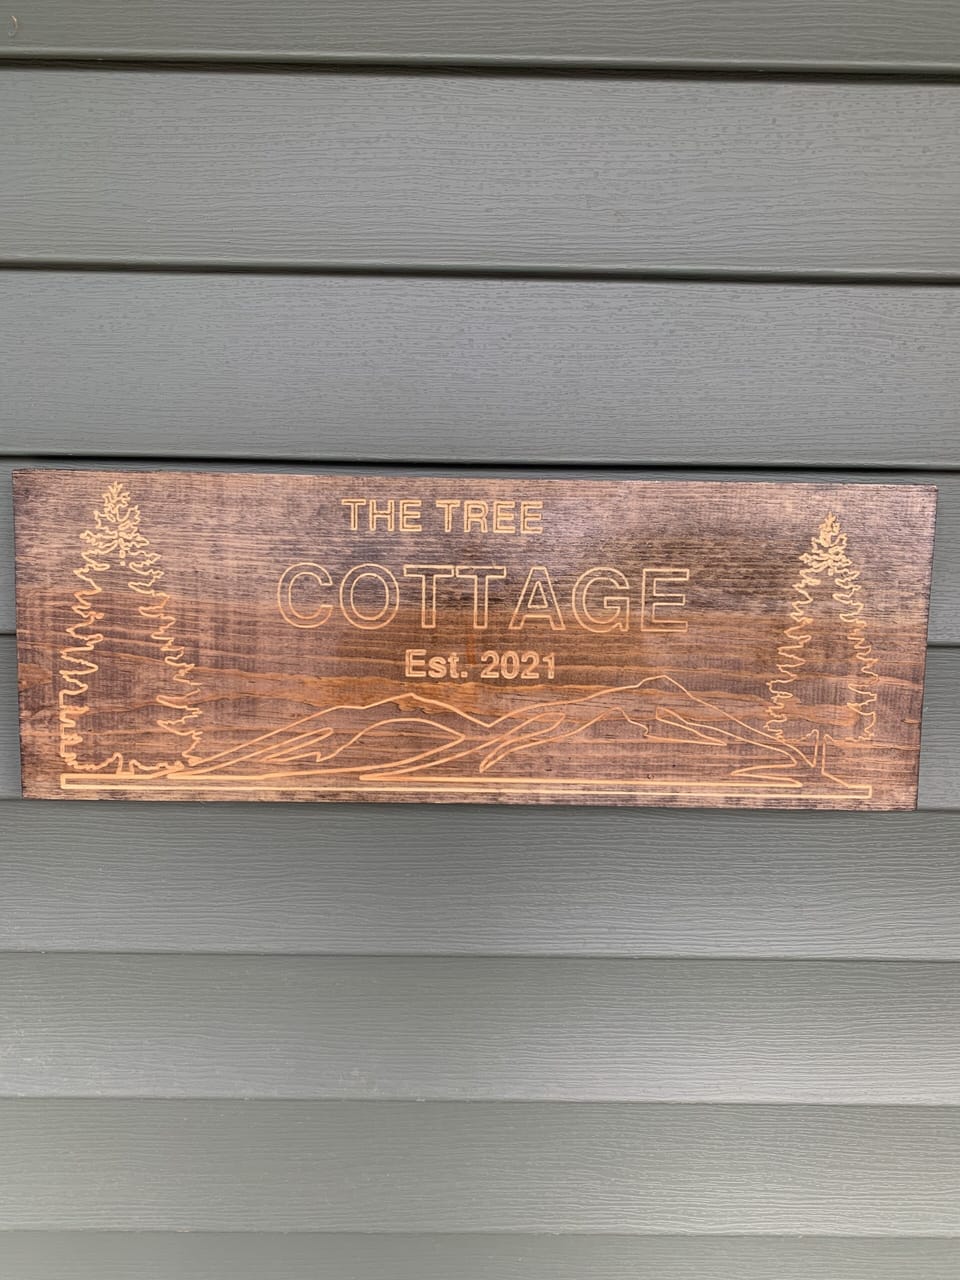 THE TREE
COTTAGE
Est. 2021